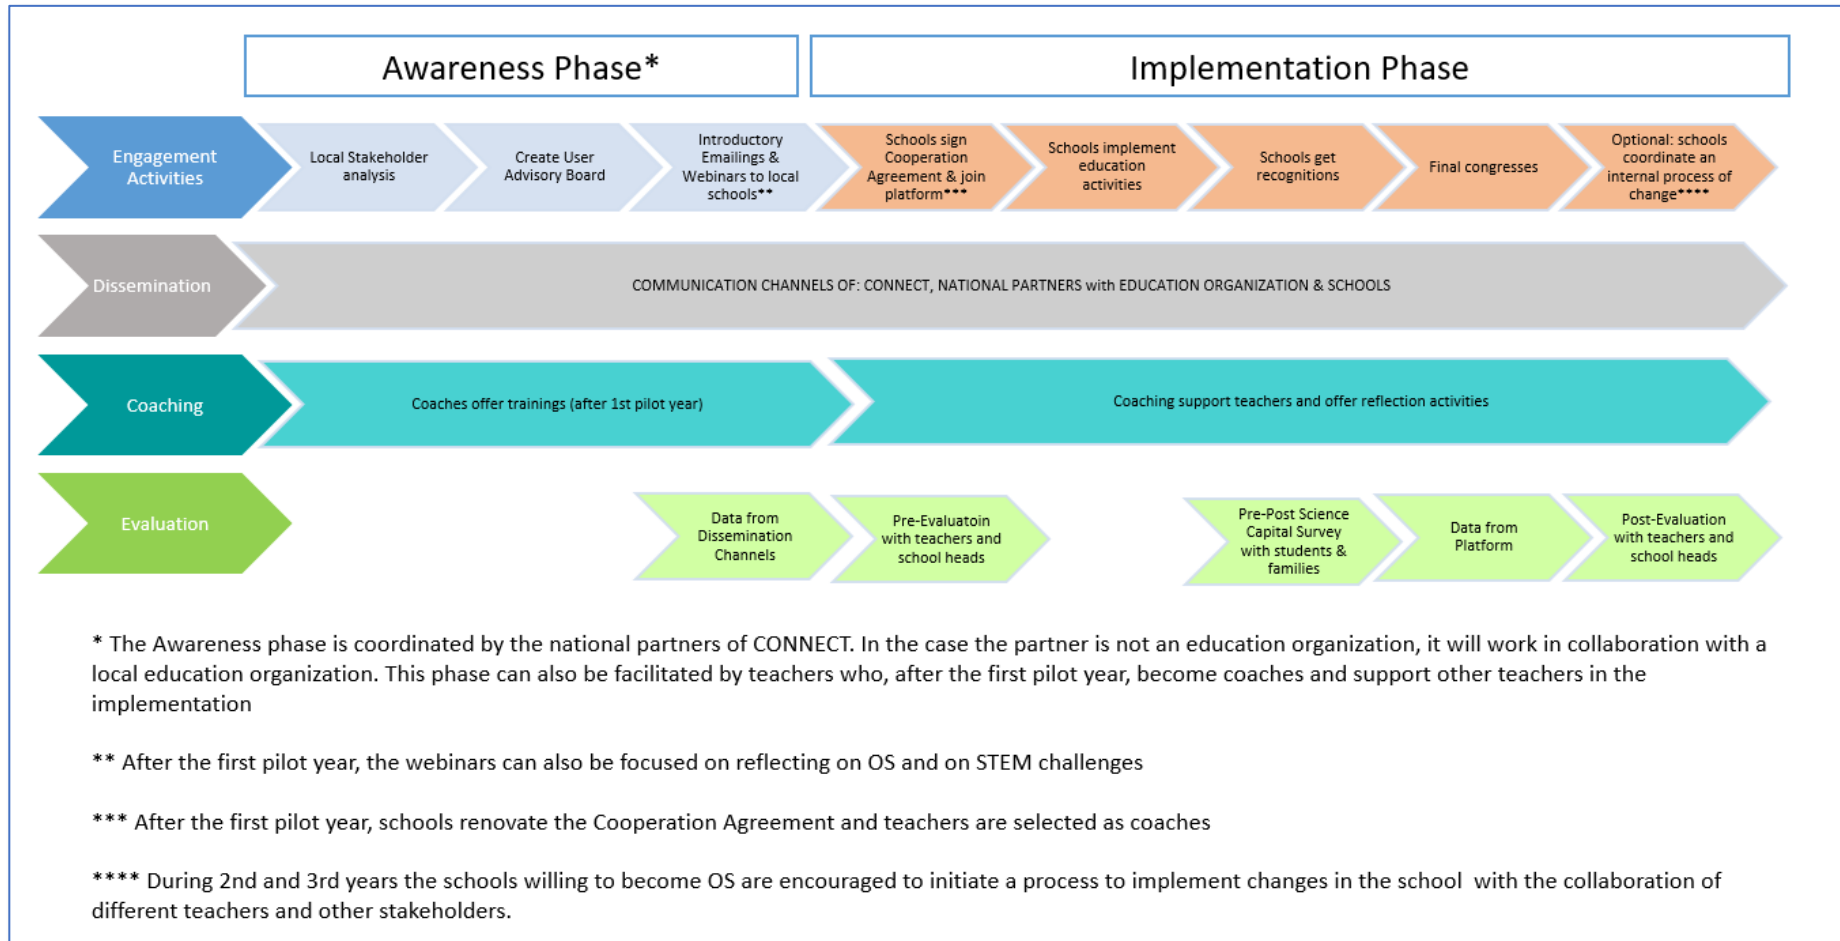 Awareness Phase*
Implementation Phase
Engagement
Activities
Local Stakeholder
analysis
Create User
Advisory Board
Introductory
Emailings &
Webinars to local
schools**
Schools sign
Cooperation
Agreement & join
platform***
Schools implement
education
activities
Schools get
recognitions
Final congresses
Optional: schools
coordinate an
internal process of
change****
Dissemination
COMMUNICATION CHANNELS OF: CONNECT, NATIONAL PARTNERS with EDUCATION ORGANIZATION & SCHOOLS
Coaching
Coaches offer trainings (after 1st pilot year)
Coaching support teachers and offer reflection activities
Evaluation
Data from
Dissemination
Channels
Pre-Evaluatoin
with teachers and
school heads
Pre-Post Science
Capital Survey
with students &
families
Data from
Platform
Post-Evaluation
with teachers and
school heads
* The Awareness phase is coordinated by the national partners of CONNECT. In the case the partner is not an education organization, it will work in collaboration with a
local education organization. This phase can also be facilitated by teachers who, after the first pilot year, become coaches and support other teachers in the
implementation
** After the first pilot year, the webinars can also be focused on reflecting on OS and on STEM challenges
*** After the first pilot year, schools renovate the Cooperation Agreement and teachers are selected as coaches
**** During 2nd and 3rd years the schools willing to become OS are encouraged to initiate a process to implement changes in the school with the collaboration of
different teachers and other stakeholders.